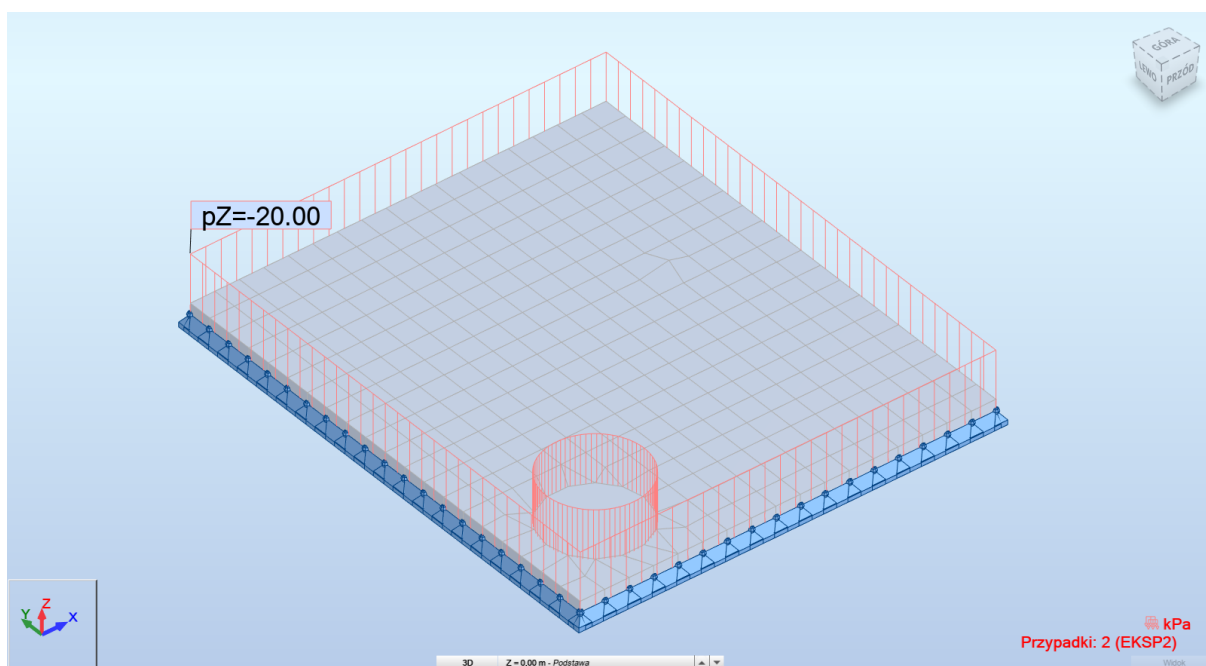 GÓRA
LEWO
PRZÓD
pZ=-20.00
Z
Y
X
kPa
Przypadki: 2 (EKSP2)
3D
Z = 0.00 m - Podstawa
Widok